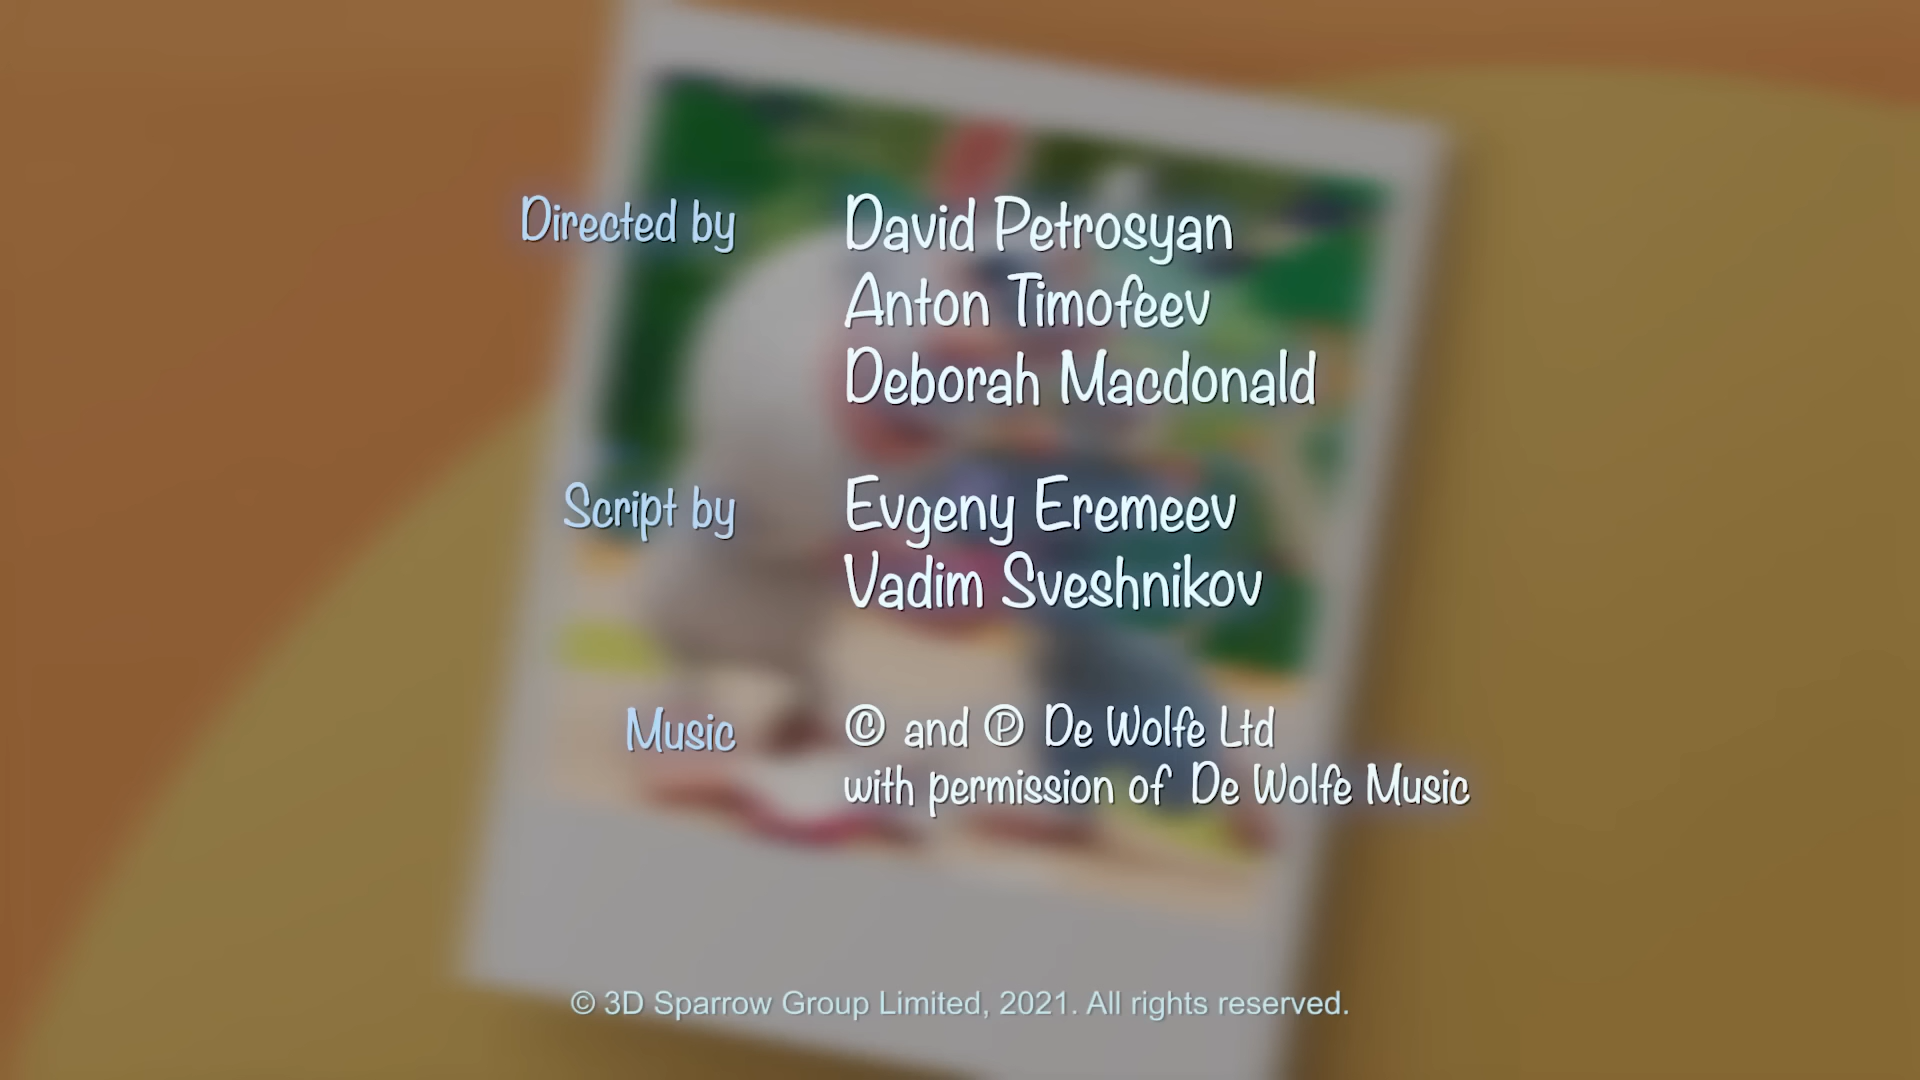 Directed by David Petrosyan
Anton Timofeev
Deborah Macdonald
Script by Evgeny Eremeev
Vadim Sveshnikov
Music © and ℗ De Wolfe Ltd
with permission of De Wolfe Music
© 3D Sparrow Group Limited, 2021. All rights reserved.